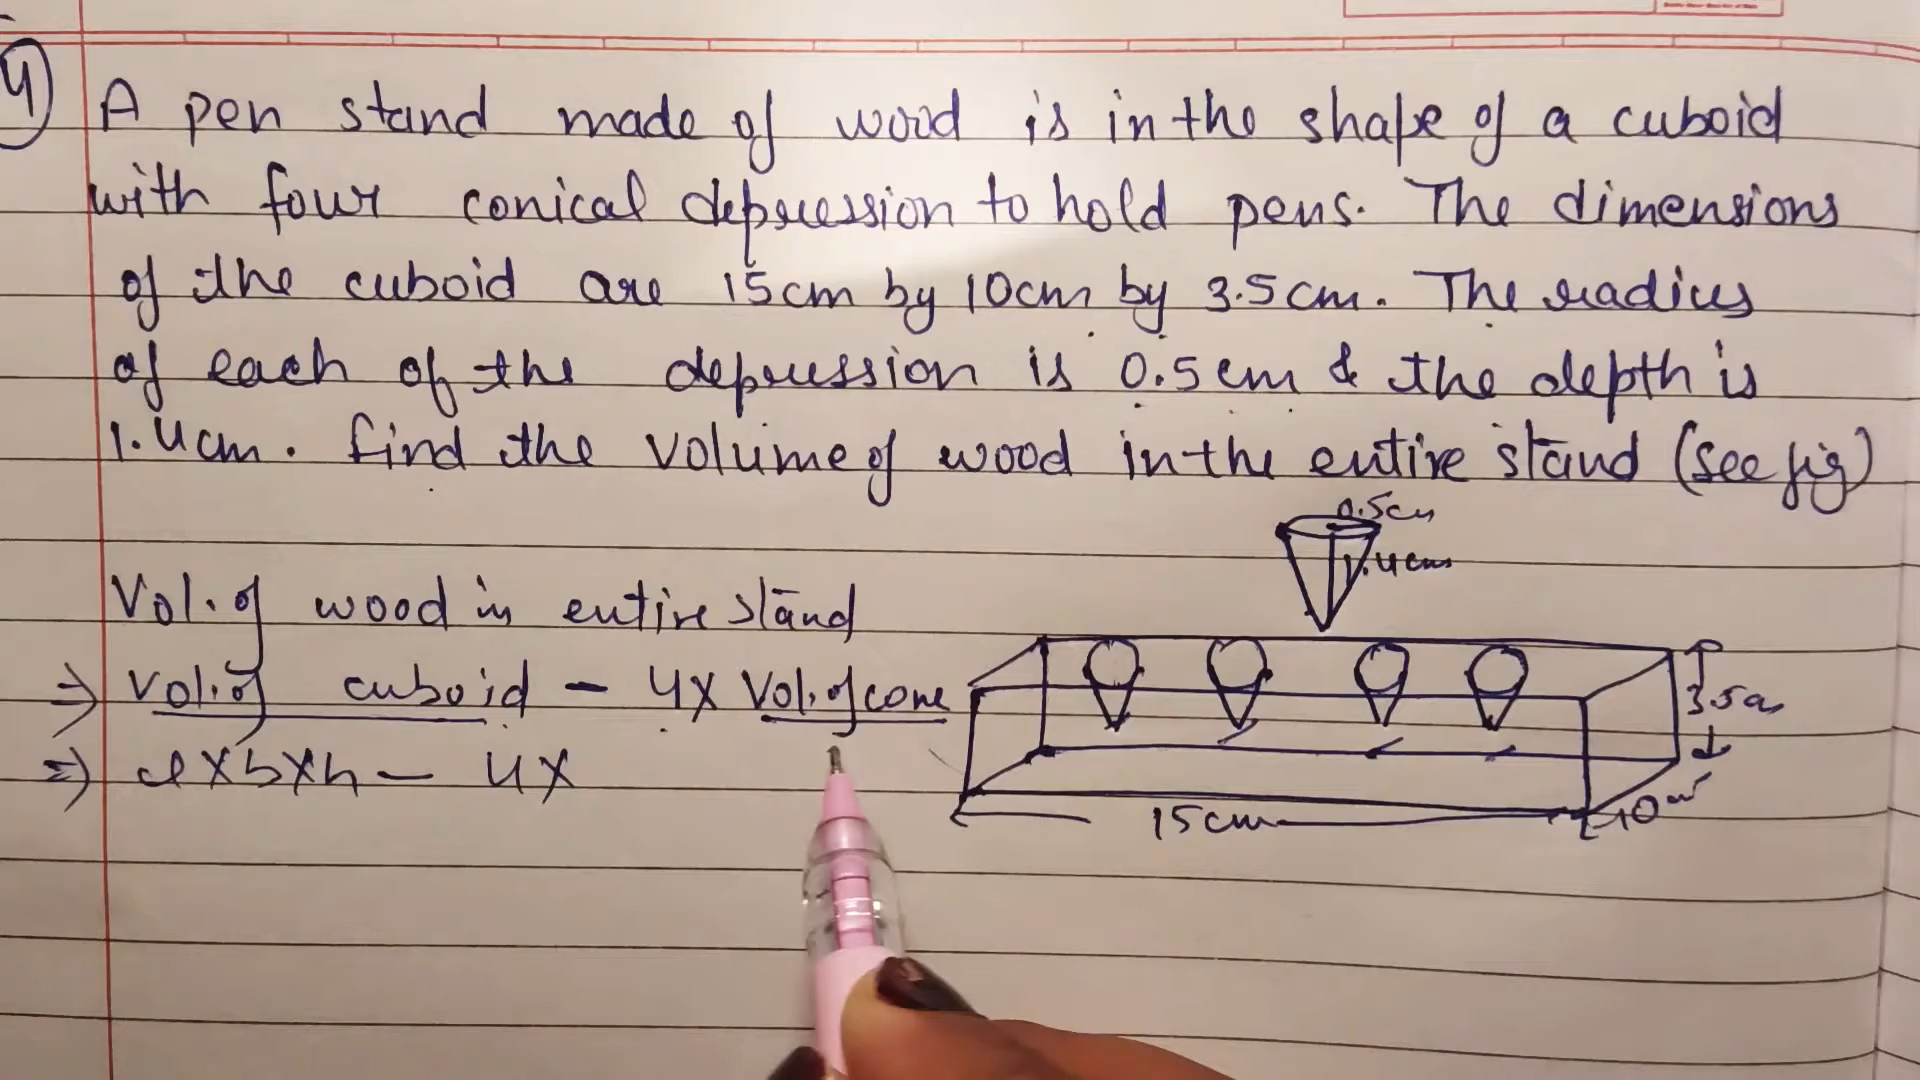 4) A pen stand made of wood is in the shape of a cuboid
with four conical depression to hold pens. The dimensions
of the cuboid are 15cm by 10cm by 3.5cm. The radius
of each of the depression is 0.5cm & the depth is
1.4cm. find the volume of wood in the entire stand (see fig)
0.5cm
1.4cm
Vol. of wood in entire stand
⇒ Vol. of cuboid - 4X Vol. of cone
3.5cm
⇒ l X b X h - 4X
15cm
10cm